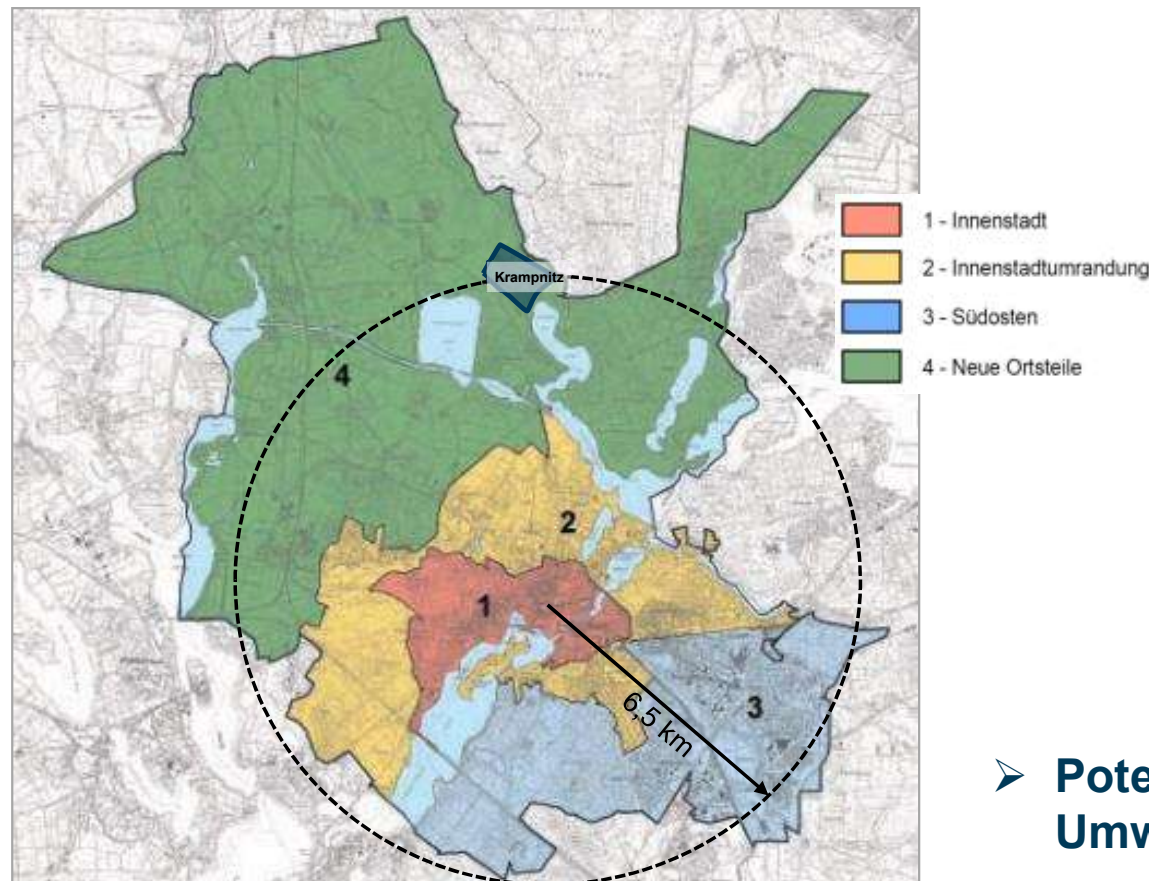 Krampnitz
1 - Innenstadt
2 - Innenstadtumrandung
3 - Südosten
4 - Neue Ortsteile
4
2
1
3
6,5 km
➢ Pote
Umw